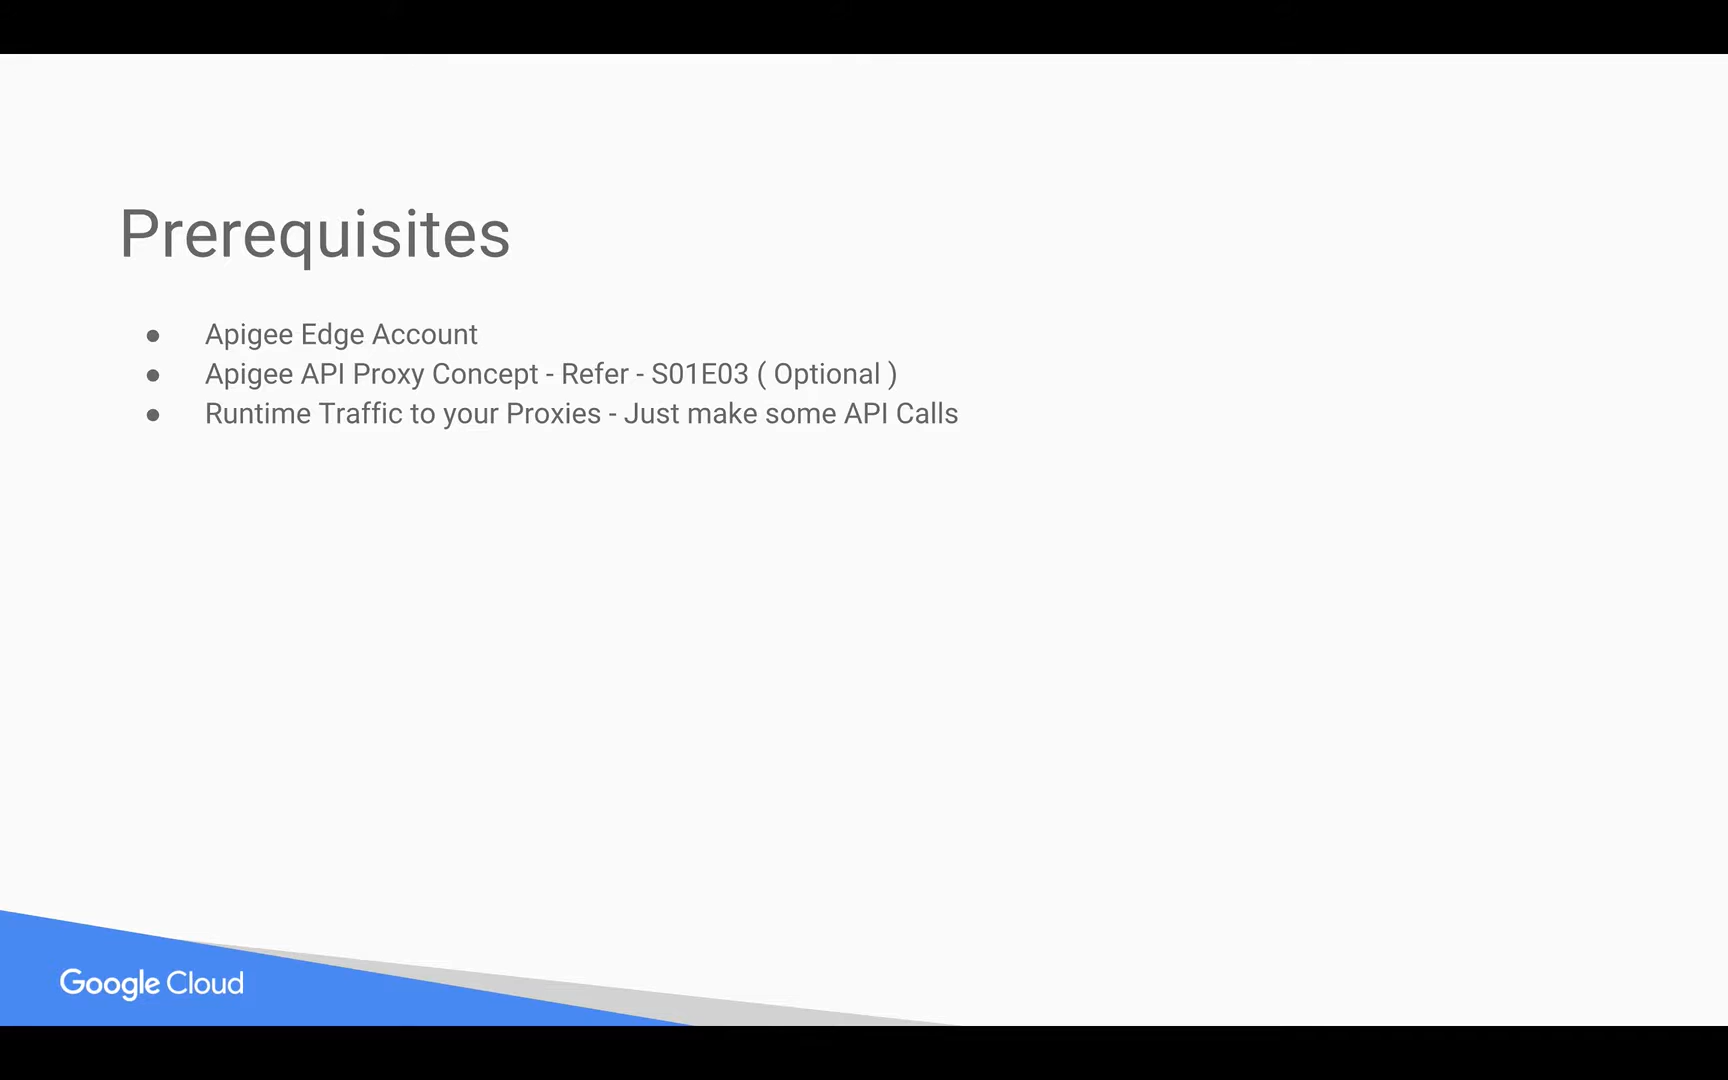 Prerequisites
● Apigee Edge Account
● Apigee API Proxy Concept - Refer - S01E03 ( Optional )
● Runtime Traffic to your Proxies - Just make some API Calls
Google Cloud